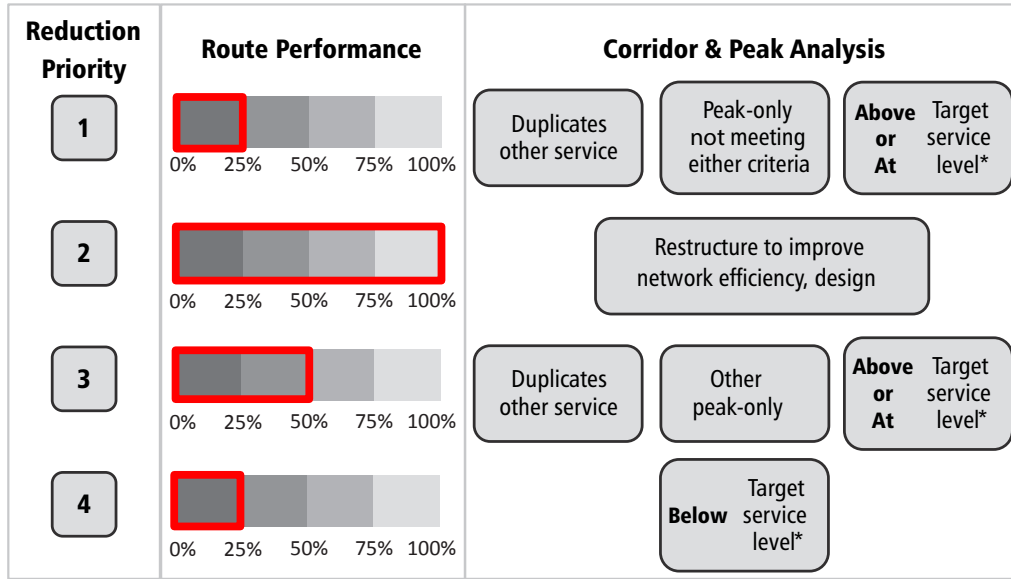 Reduction
Priority
Route Performance
Corridor & Peak Analysis
1
0% 25% 50% 75% 100%
Duplicates
other service
Peak-only
not meeting
either criteria
Above
or
At
Target
service
level*
2
0% 25% 50% 75% 100%
Restructure to improve
network efficiency, design
3
0% 25% 50% 75% 100%
Duplicates
other service
Other
peak-only
Above
or
At
Target
service
level*
4
0% 25% 50% 75% 100%
Below
Target
service
level*